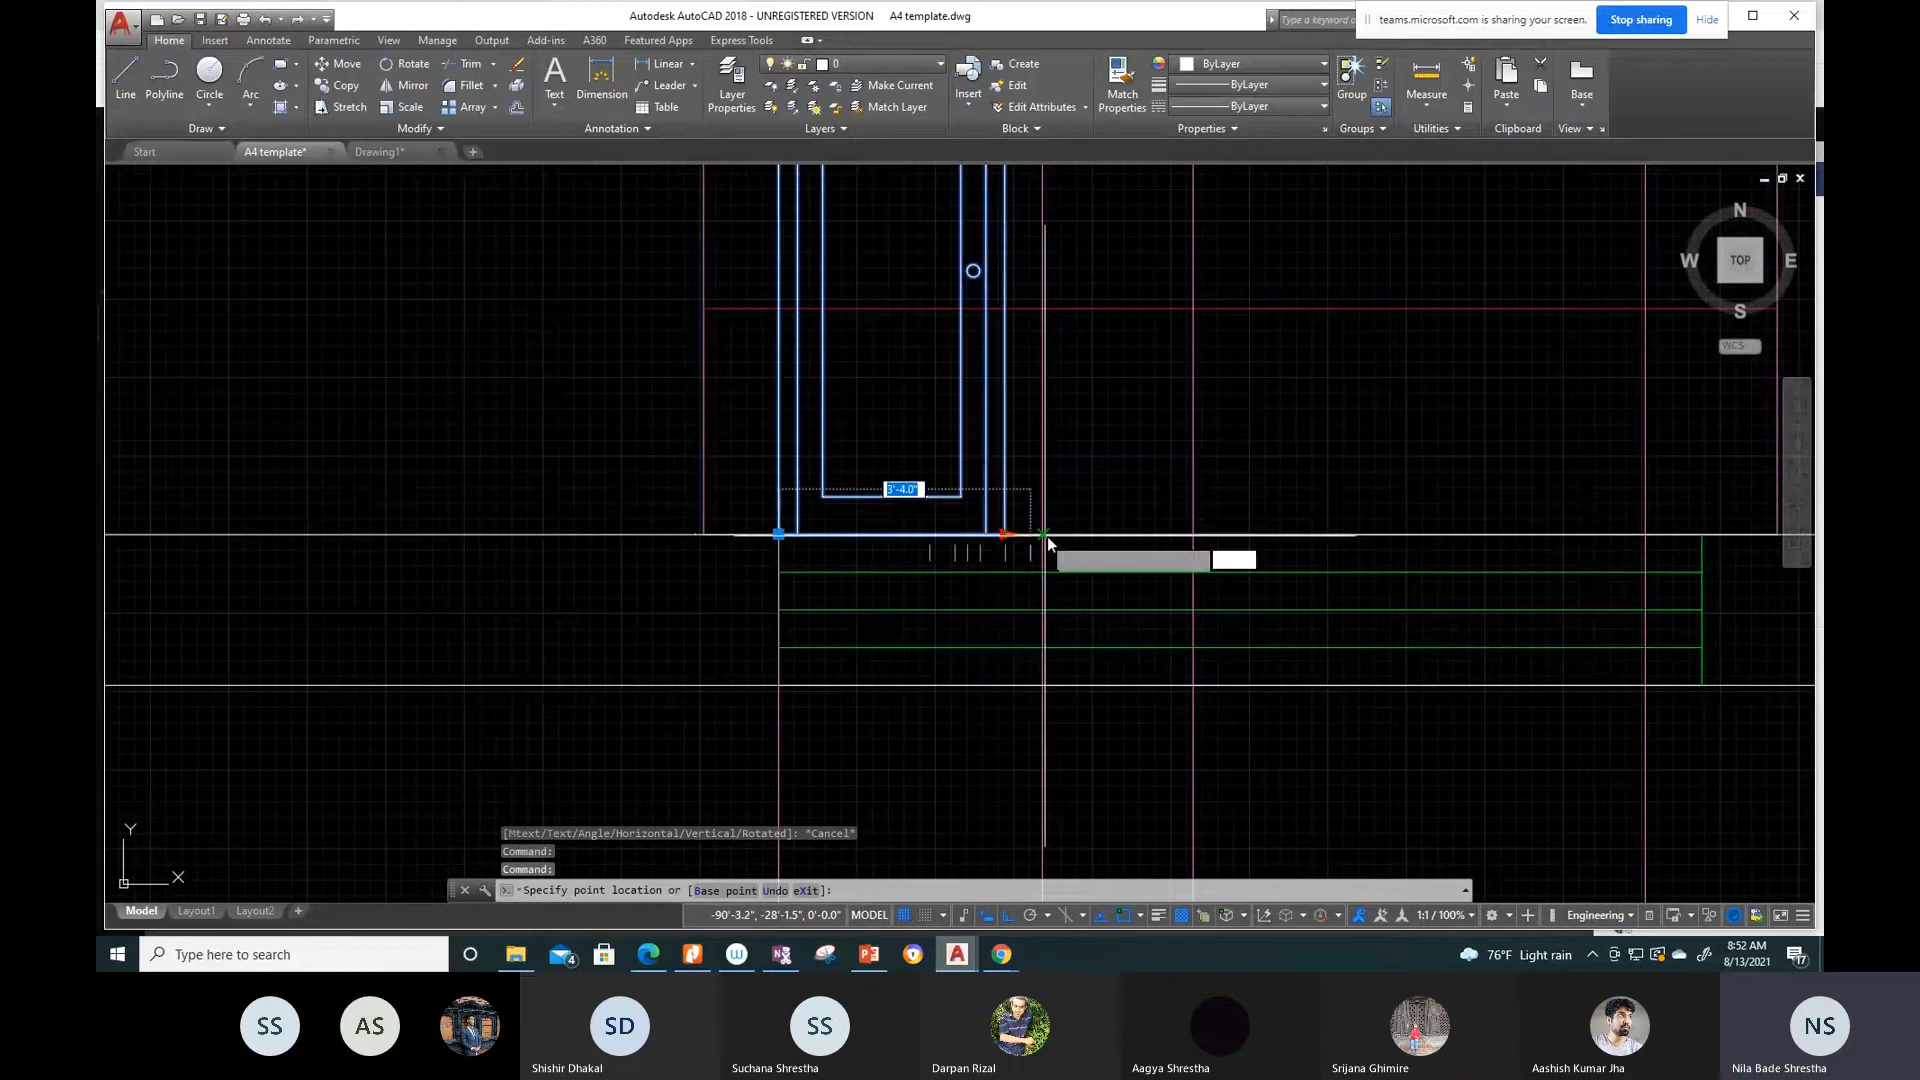 Autodesk AutoCAD 2018 - UNREGISTERED VERSION A4 template.dwg
Type a keyword
teams.microsoft.com is sharing your screen. Stop sharing Hide
Home Insert Annotate Parametric View Manage Output Add-ins A360 Featured Apps Express Tools
Line Polyline Circle Arc
Move Rotate Trim
Copy Mirror Fillet
Stretch Scale Array
Text Dimension
Linear
Leader
Table
Layer Properties
0
Make Current
Match Layer
Insert
Create
Edit
Edit Attributes
Match Properties
ByLayer
ByLayer
ByLayer
Group Measure Paste Base
Draw Modify Annotation Layers Block Properties Groups Utilities Clipboard View
Start A4 template* Drawing1*
N
W TOP E
S
WCS
3'-4.0"
Y
X
[Mtext/Text/Angle/Horizontal/Vertical/Rotated]: *Cancel*
Command:
Command:
Specify point location or [Base point Undo eXit]:
Model Layout1 Layout2
-90'-3.2", -28'-1.5", 0'-0.0" MODEL 1:1 / 100% Engineering
Type here to search
4
76°F Light rain
8:52 AM
8/13/2021
17
SS AS SD SS NS
Shishir Dhakal Suchana Shrestha Darpan Rizal Aagya Shrestha Srijana Ghimire Aashish Kumar Jha Nila Bade Shrestha